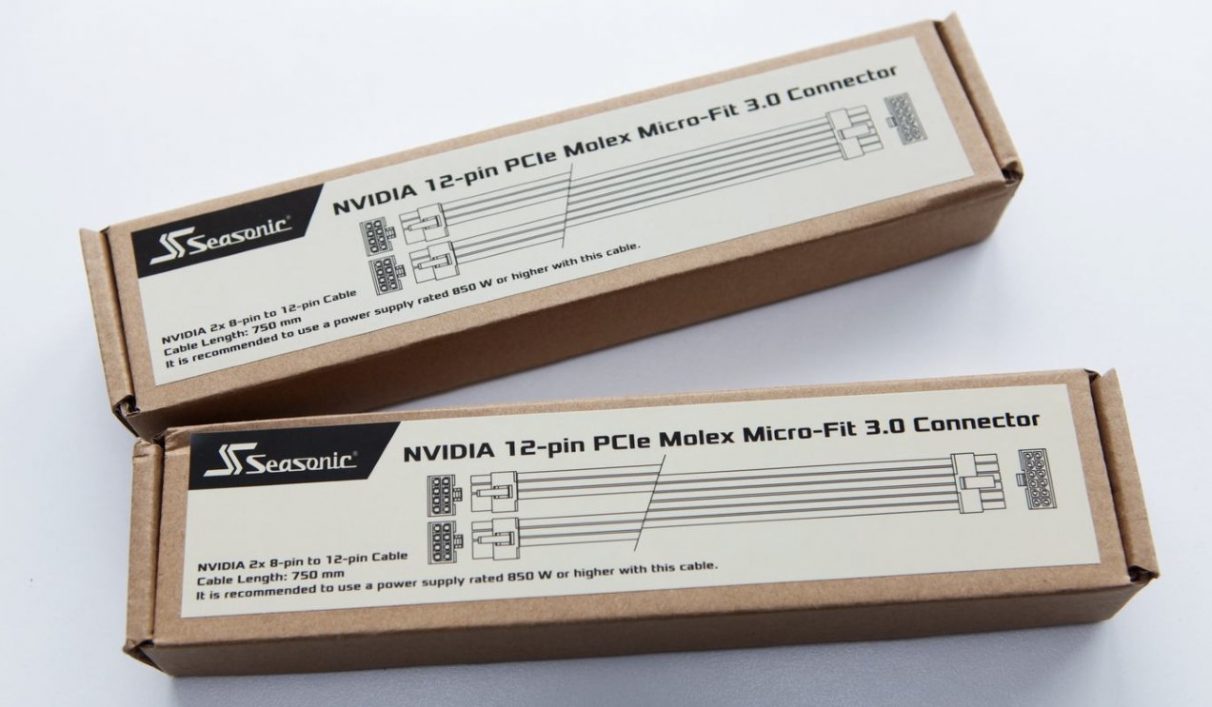 NVIDIA 12-pin PCIe Molex Micro-Fit 3.0 Connector
Seasonic
NVIDIA 2x 8-pin to 12-pin Cable
Cable Length: 750 mm
It is recommended to use a power supply rated 850 W or higher with this cable.
NVIDIA 12-pin PCIe Molex Micro-Fit 3.0 Connector
Seasonic
NVIDIA 2x 8-pin to 12-pin Cable
Cable Length: 750 mm
It is recommended to use a power supply rated 850 W or higher with this cable.